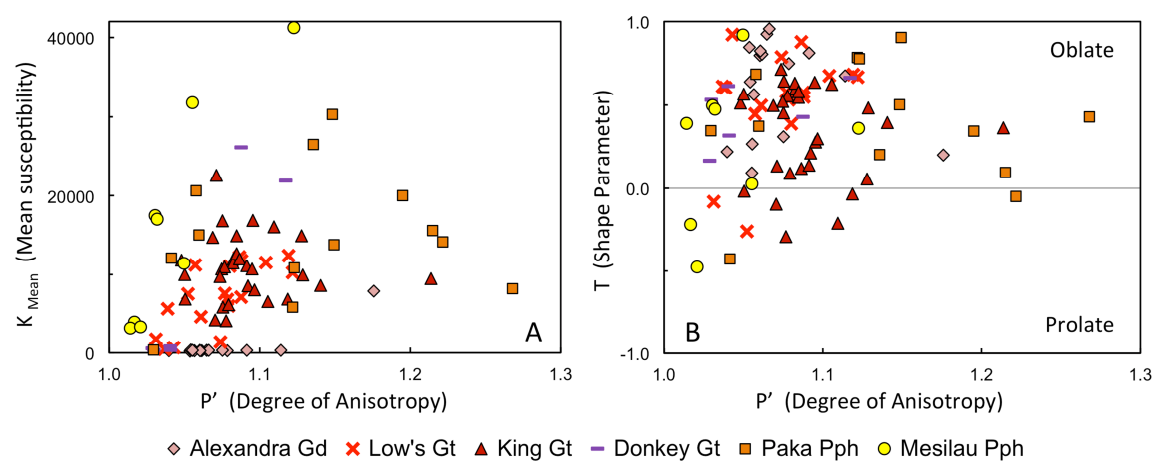 40000
20000
0
K Mean (Mean susceptibility)
A
1.0 1.1 1.2 1.3
P’ (Degree of Anisotropy)
1.0
0.0
-1.0
T (Shape Parameter)
Oblate
Prolate
B
1.0 1.1 1.2 1.3
P’ (Degree of Anisotropy)
Alexandra Gd Low's Gt King Gt Donkey Gt Paka Pph Mesilau Pph